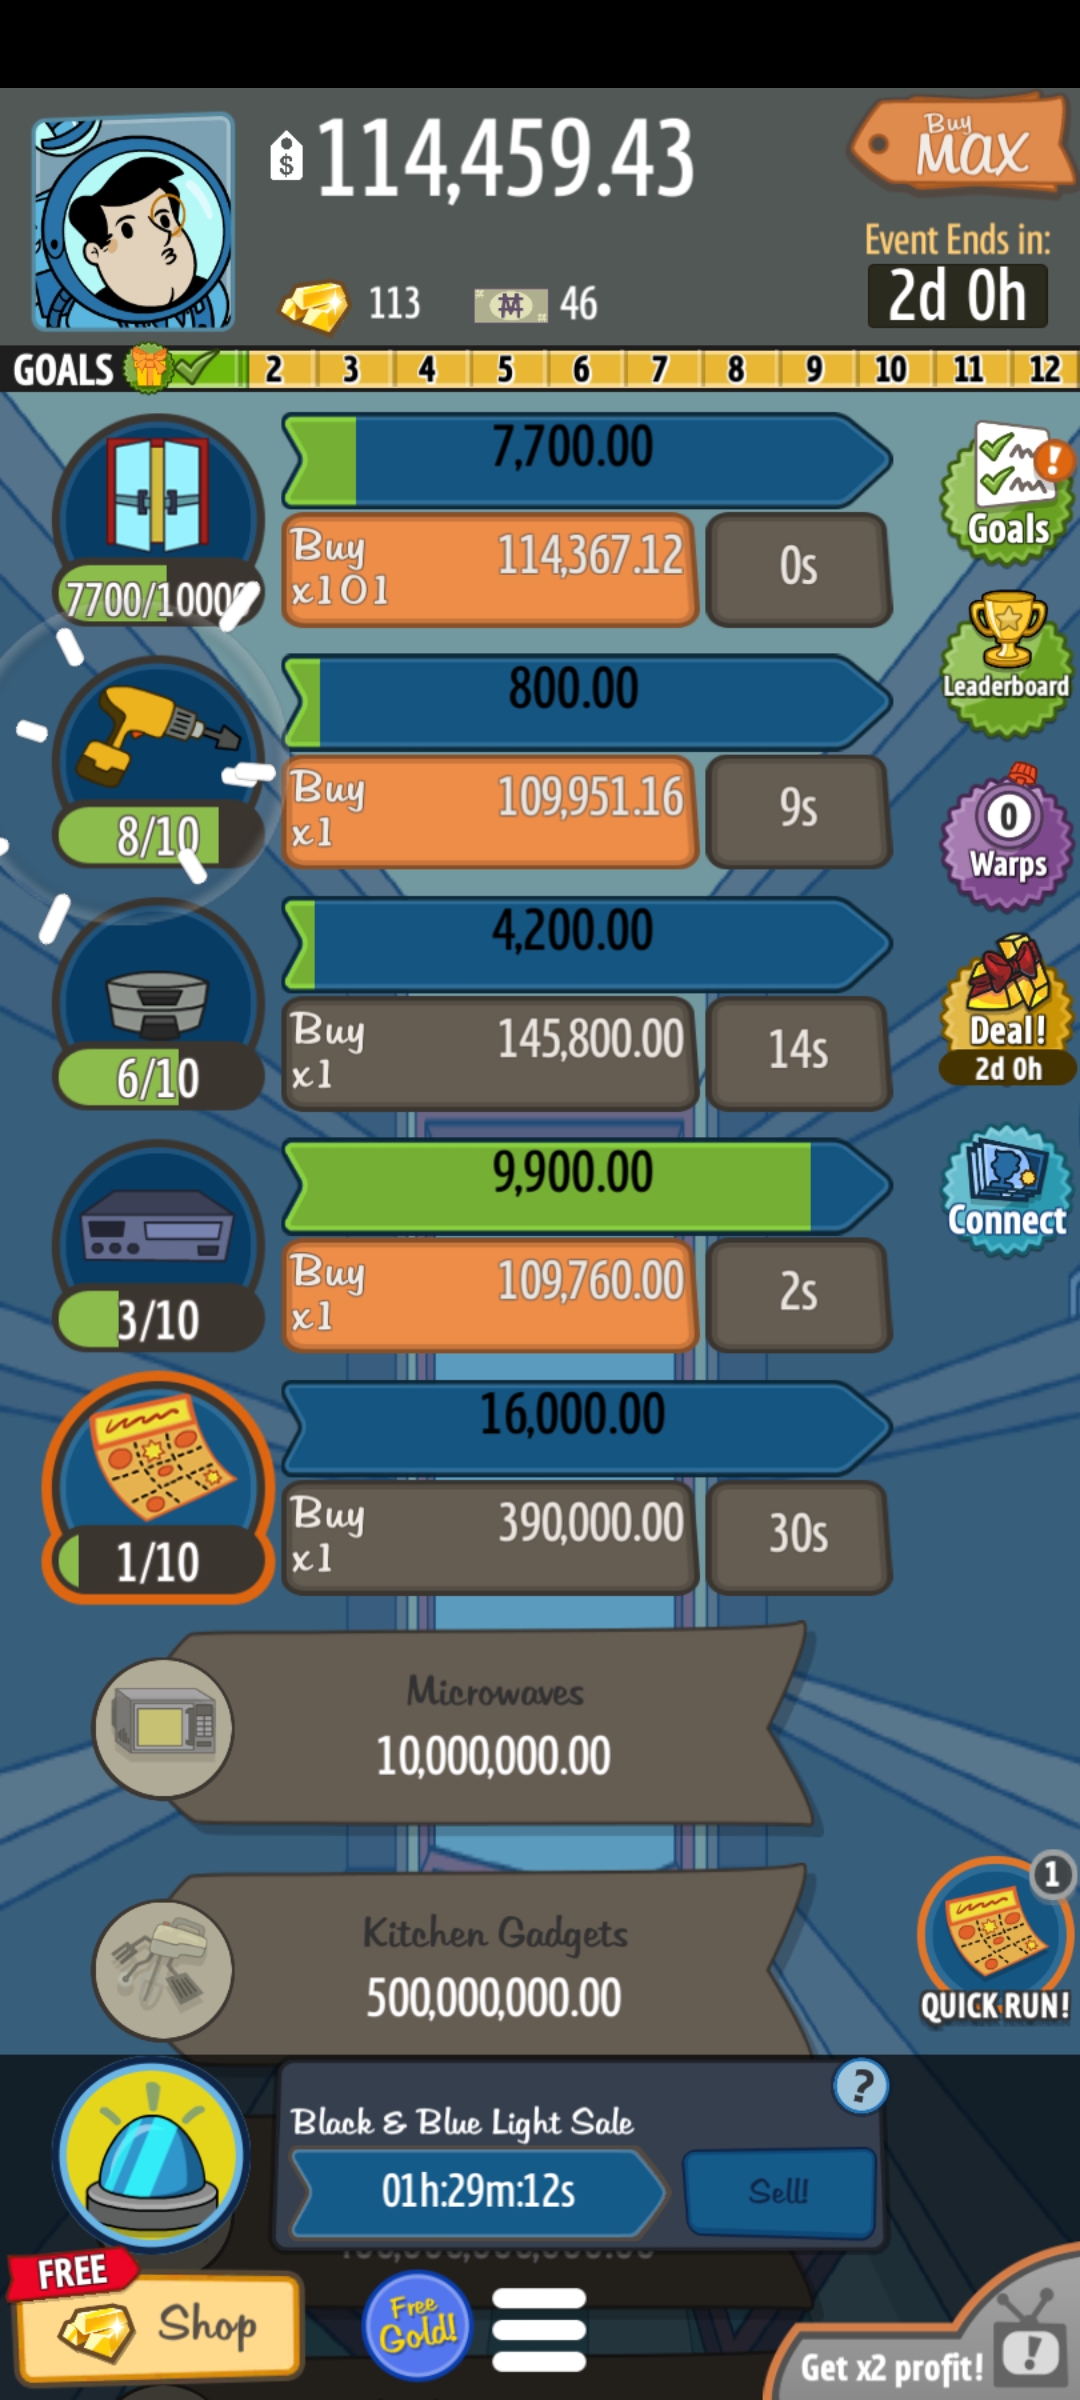 114,459.43
Buy
MAX
$
113
46
Event Ends in:
2d 0h
GOALS 2 3 4 5 6 7 8 9 10 11 12
7,700.00
Buy
x101
114,367.12
0s
Goals
800.00
Buy
x1
109,951.16
9s
8/10
Leaderboard
0
Warps
4,200.00
Buy
x1
145,800.00
14s
6/10
Deal!
2d 0h
9,900.00
Buy
x1
109,760.00
2s
3/10
Connect
16,000.00
Buy
x1
390,000.00
30s
1/10
Microwaves
10,000,000.00
Kitchen Gadgets
500,000,000.00
1
QUICK RUN!
Black & Blue Light Sale
?
01h:29m:12s
Sell!
FREE
Shop
Free
Gold!
Get x2 profit!